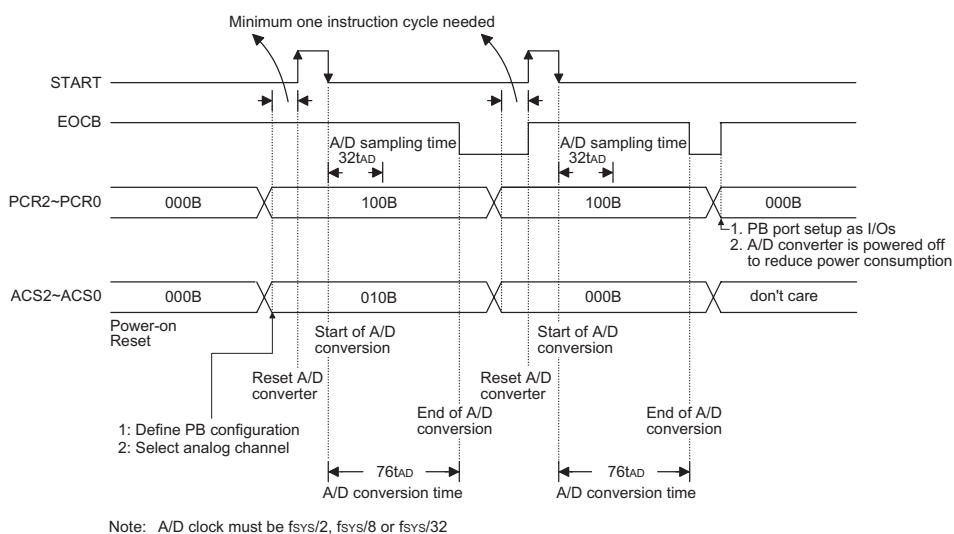 Minimum one instruction cycle needed
START
EOCB
A/D sampling time
32tAD
A/D sampling time
32tAD
PCR2~PCR0
000B
100B
100B
000B
1. PB port setup as I/Os
2. A/D converter is powered off
to reduce power consumption
ACS2~ACS0
000B
010B
000B
don't care
Power-on
Reset
Start of A/D
conversion
Start of A/D
conversion
Reset A/D
converter
Reset A/D
converter
End of A/D
conversion
End of A/D
conversion
1: Define PB configuration
2: Select analog channel
76tAD
A/D conversion time
76tAD
A/D conversion time
Note: A/D clock must be fSYS/2, fSYS/8 or fSYS/32